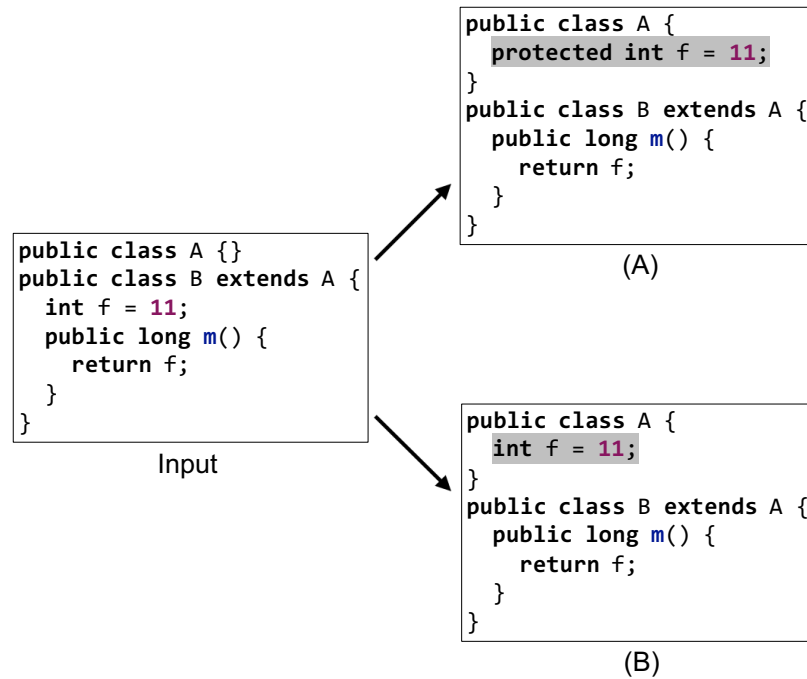 public class A {}
public class B extends A {
  int f = 11;
  public long m() {
    return f;
  }
}
Input
public class A {
  protected int f = 11;
}
public class B extends A {
  public long m() {
    return f;
  }
}
(A)
public class A {
  int f = 11;
}
public class B extends A {
  public long m() {
    return f;
  }
}
(B)